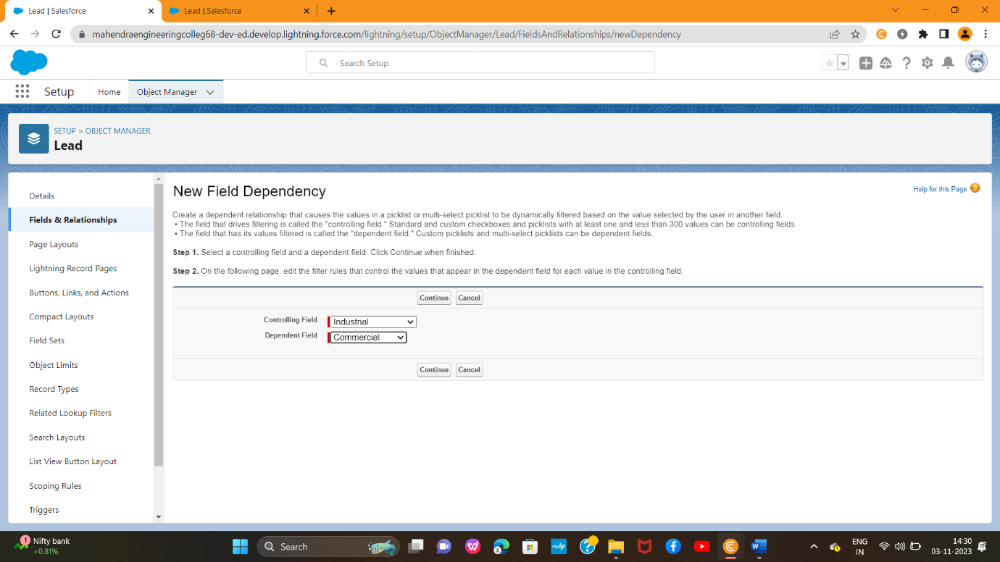 Lead | Salesforce
Lead | Salesforce
mahendraengineeringcolleg68-dev-ed.develop.lightning.force.com/lightning/setup/ObjectManager/Lead/FieldsAndRelationships/newDependency
Search Setup
Setup
Home
Object Manager
SETUP > OBJECT MANAGER
Lead
Details
Fields & Relationships
Page Layouts
Lightning Record Pages
Buttons, Links, and Actions
Compact Layouts
Field Sets
Object Limits
Record Types
Related Lookup Filters
Search Layouts
List View Button Layout
Scoping Rules
Triggers
New Field Dependency
Help for this Page ?
Create a dependent relationship that causes the values in a picklist or multi-select picklist to be dynamically filtered based on the value selected by the user in another field.
• The field that drives filtering is called the "controlling field." Standard and custom checkboxes and picklists with at least one and less than 300 values can be controlling fields.
• The field that has its values filtered is called the "dependent field." Custom picklists and multi-select picklists can be dependent fields.
Step 1. Select a controlling field and a dependent field. Click Continue when finished.
Step 2. On the following page, edit the filter rules that control the values that appear in the dependent field for each value in the controlling field.
Continue Cancel
Controlling Field Industrial
Dependent Field Commercial
Continue Cancel
1 Nifty bank
+0.81%
Search
myhp
ENG
IN
14:30
03-11-2023